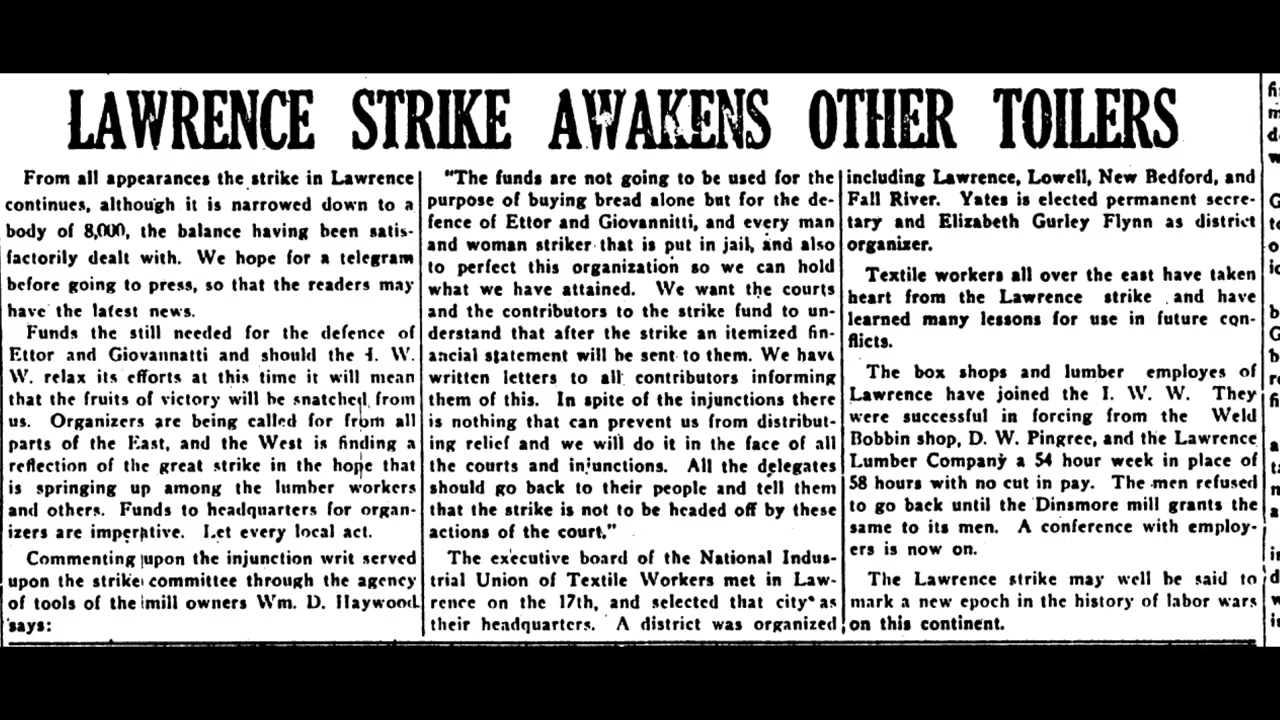 LAWRENCE STRIKE AWAKENS OTHER TOILERS
From all appearances the strike in Lawrence
continues, although it is narrowed down to a
body of 8,000, the balance having been satis-
factorily dealt with. We hope for a telegram
before going to press, so that the readers may
have the latest news.
Funds the still needed for the defence of
Ettor and Giovannatti and should the I. W.
W. relax its efforts at this time it will mean
that the fruits of victory will be snatched from
us. Organizers are being called for from all
parts of the East, and the West is finding a
reflection of the great strike in the hope that
is springing up among the lumber workers
and others. Funds to headquarters for organ-
izers are imperative. Let every local act.
Commenting upon the injunction writ served
upon the strike committee through the agency
of tools of the mill owners Wm. D. Haywood
says:
"The funds are not going to be used for the
purpose of buying bread alone but for the de-
fence of Ettor and Giovannitti, and every man
and woman striker that is put in jail, and also
to perfect this organization so we can hold
what we have attained. We want the courts
and the contributors to the strike fund to un-
derstand that after the strike an itemized fin-
ancial statement will be sent to them. We have
written letters to all contributors informing
them of this. In spite of the injunctions there
is nothing that can prevent us from distribut-
ing relief and we will do it in the face of all
the courts and injunctions. All the delegates
should go back to their people and tell them
that the strike is not to be headed off by these
actions of the court."
The executive board of the National Indus-
trial Union of Textile Workers met in Law-
rence on the 17th, and selected that city as
their headquarters. A district was organized
including Lawrence, Lowell, New Bedford, and
Fall River. Yates is elected permanent secre-
tary and Elizabeth Gurley Flynn as district
organizer.
Textile workers all over the east have taken
heart from the Lawrence strike and have
learned many lessons for use in future con-
flicts.
The box shops and lumber employes of
Lawrence have joined the I. W. W. They
were successful in forcing from the Weld
Bobbin shop, D. W. Pingree, and the Lawrence
Lumber Company a 54 hour week in place of
58 hours with no cut in pay. The men refused
to go back until the Dinsmore mill grants the
same to its men. A conference with employ-
ers is now on.
The Lawrence strike may well be said to
mark a new epoch in the history of labor wars
on this continent.